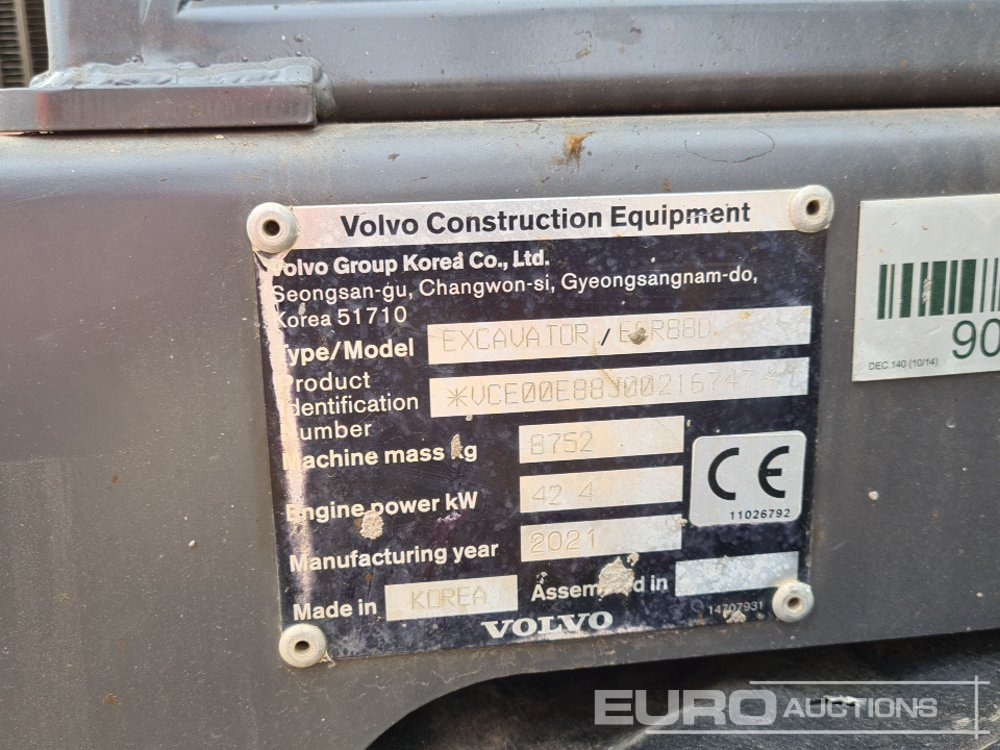 Volvo Construction Equipment
Volvo Group Korea Co., Ltd.
Seongsan-gu, Changwon-si, Gyeongsangnam-do,
Korea 51710
Type/Model EXCAVATOR / ECR88D
Product
Identification
Number
*VCE00E88J00216747*
Machine mass kg 8752
Engine power kW 42.4
CE
11026792
Manufacturing year 2021
Made in KOREA Assembled in
VOLVO
14707931
90
DEC 140 (10/14)
EURO AUCTIONS